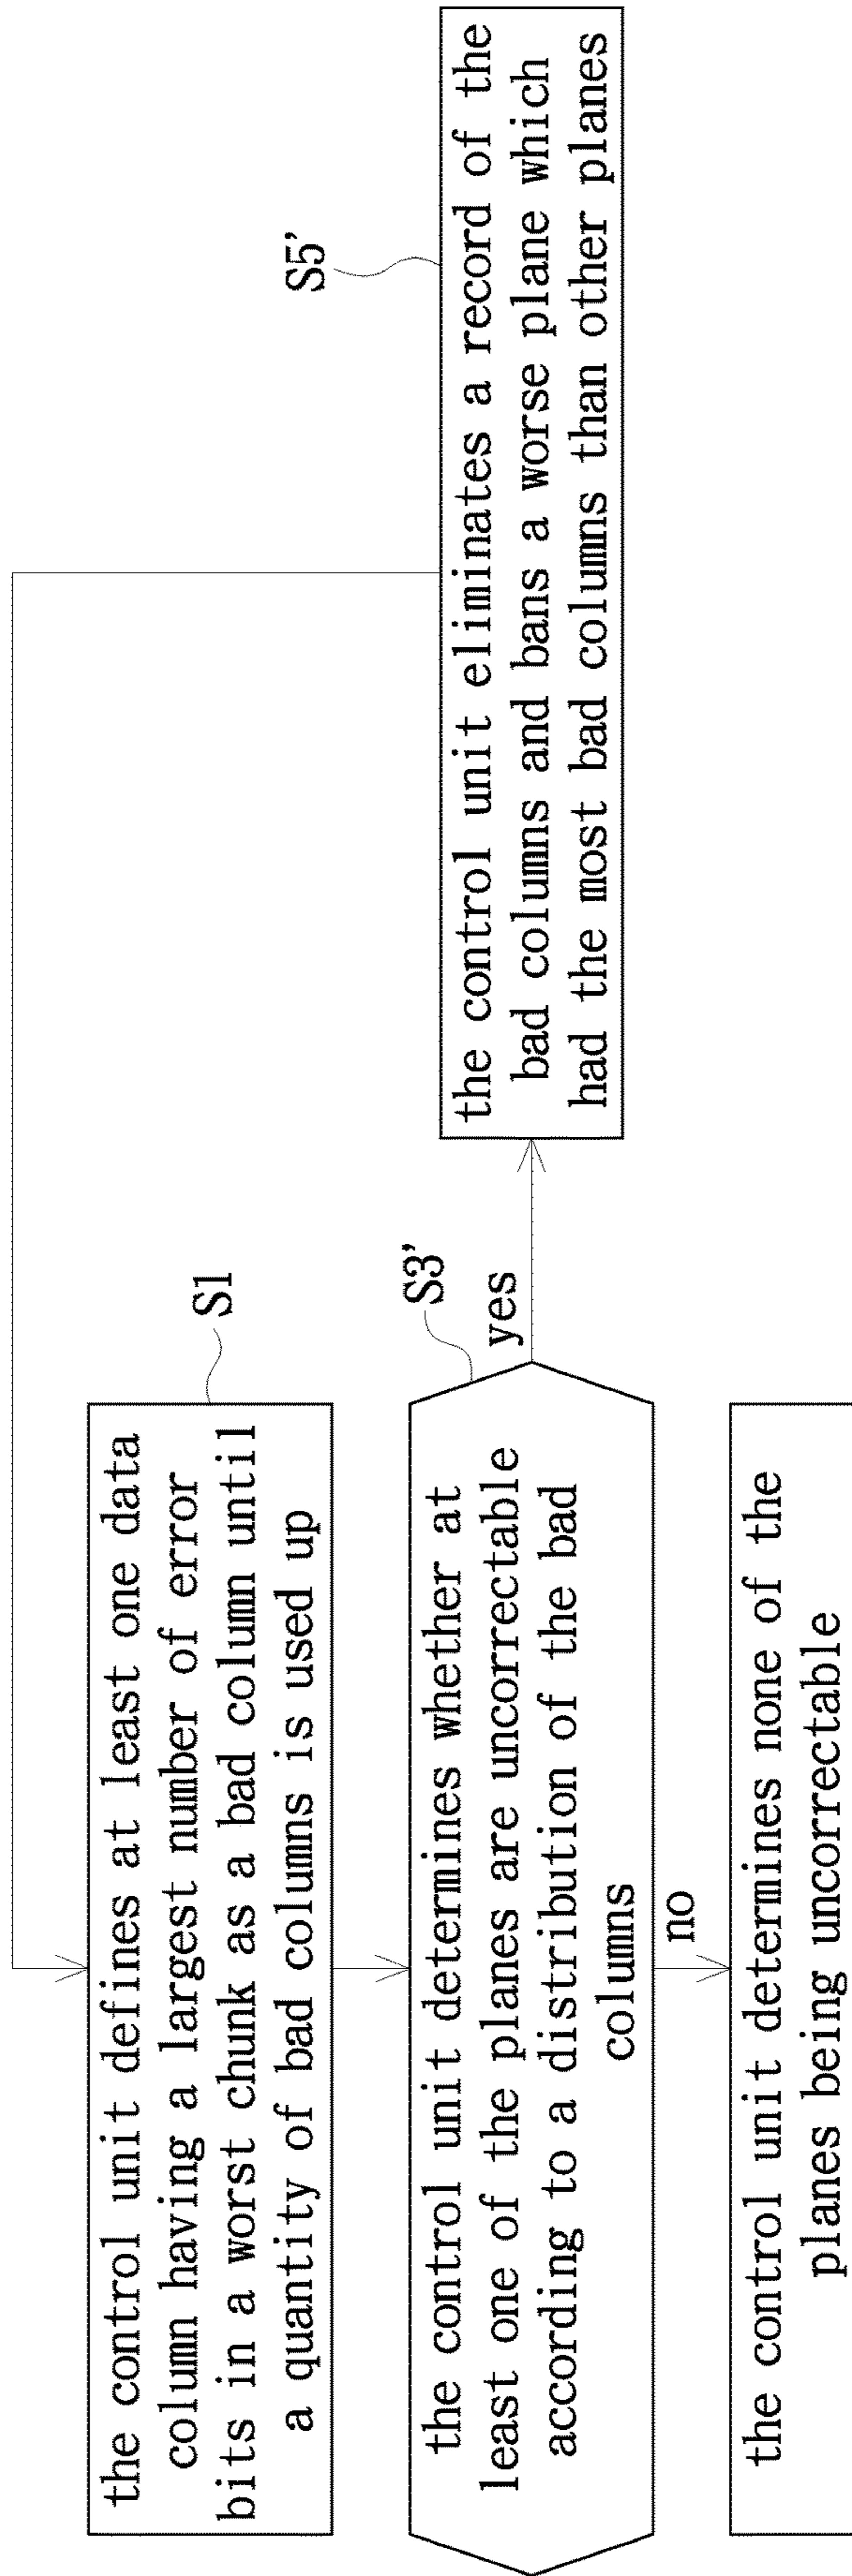 the control unit defines at least one data
column having a largest number of error
bits in a worst chunk as a bad column until
a quantity of bad columns is used up
S1
the control unit determines whether at
least one of the planes are uncorrectable
according to a distribution of the bad
columns
S3’
yes
the control unit eliminates a record of the
bad columns and bans a worse plane which
had the most bad columns than other planes
S5’
no
the control unit determines none of the
planes being uncorrectable